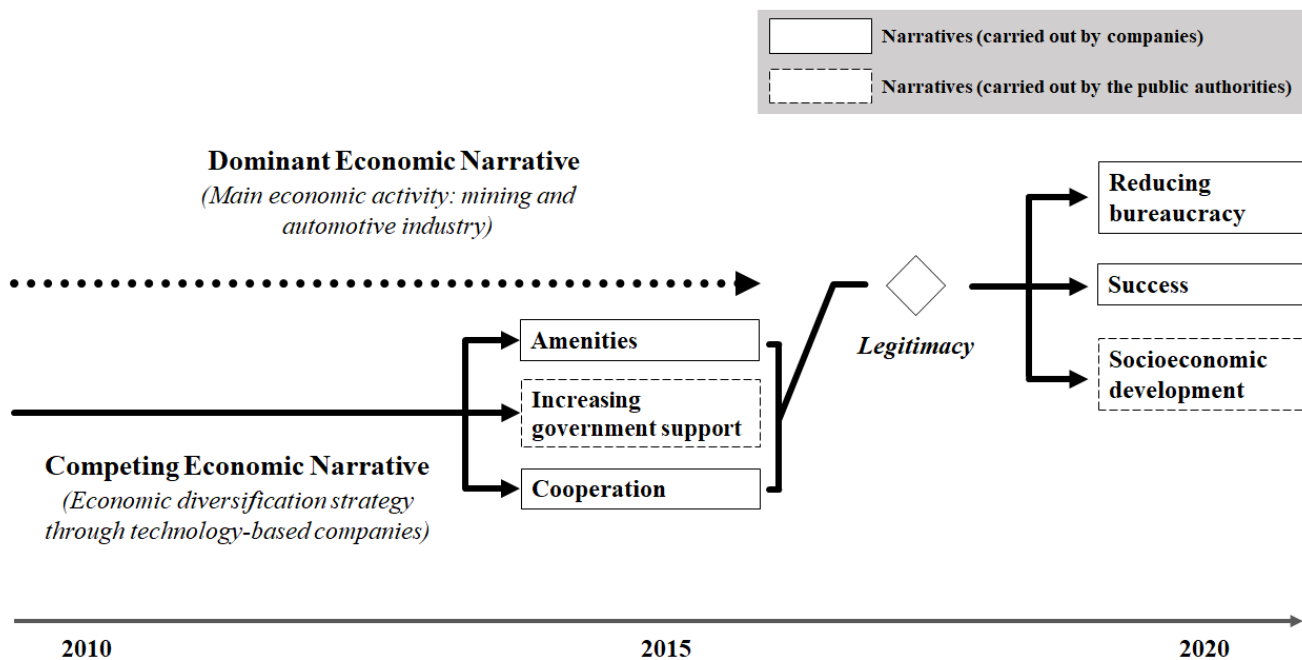 Narratives (carried out by companies)
Narratives (carried out by the public authorities)
Dominant Economic Narrative
(Main economic activity: mining and
automotive industry)
Reducing
bureaucracy
Success
Socioeconomic
development
Legitimacy
Amenities
Increasing
government support
Cooperation
Competing Economic Narrative
(Economic diversification strategy
through technology-based companies)
2010
2015
2020